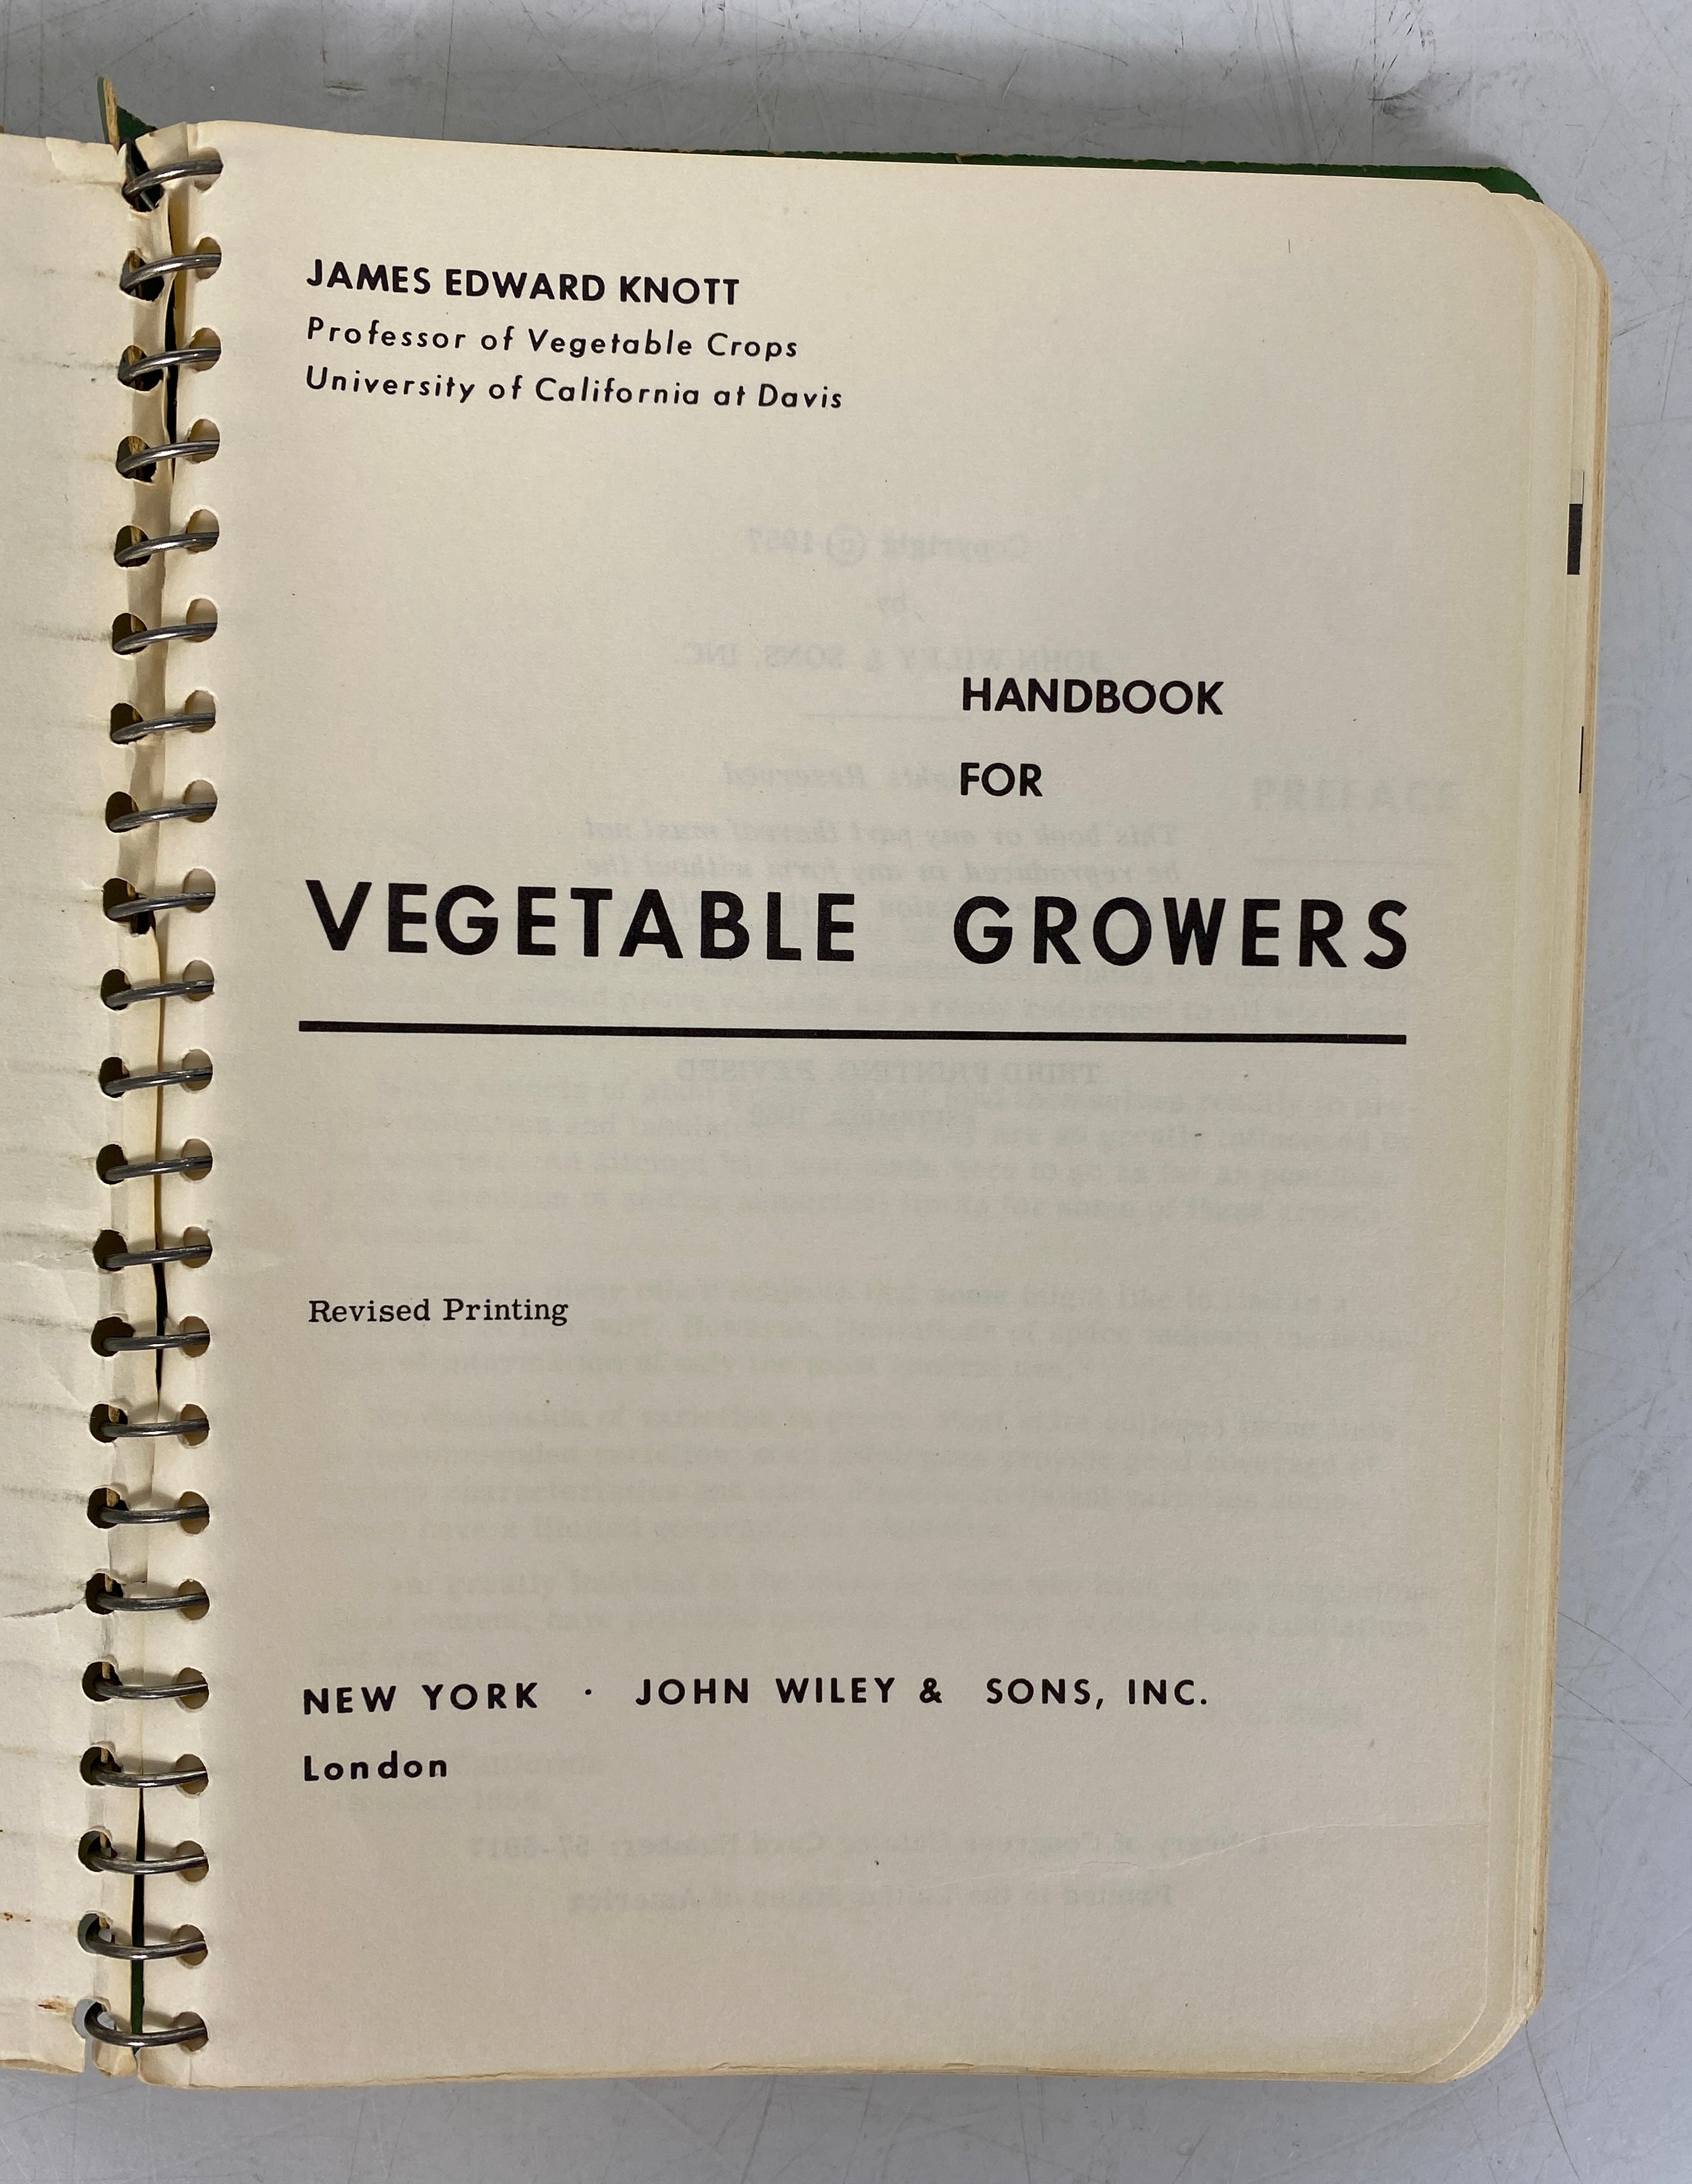 JAMES EDWARD KNOTT
Professor of Vegetable Crops
University of California at Davis
HANDBOOK
FOR
VEGETABLE GROWERS
Revised Printing
NEW YORK · JOHN WILEY & SONS, INC.
London